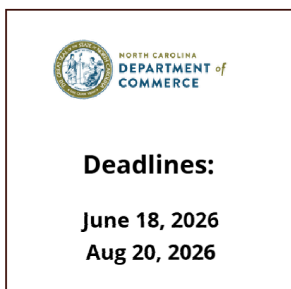 NORTH CAROLINA
DEPARTMENT of
COMMERCE
Deadlines:
June 18, 2026
Aug 20, 2026